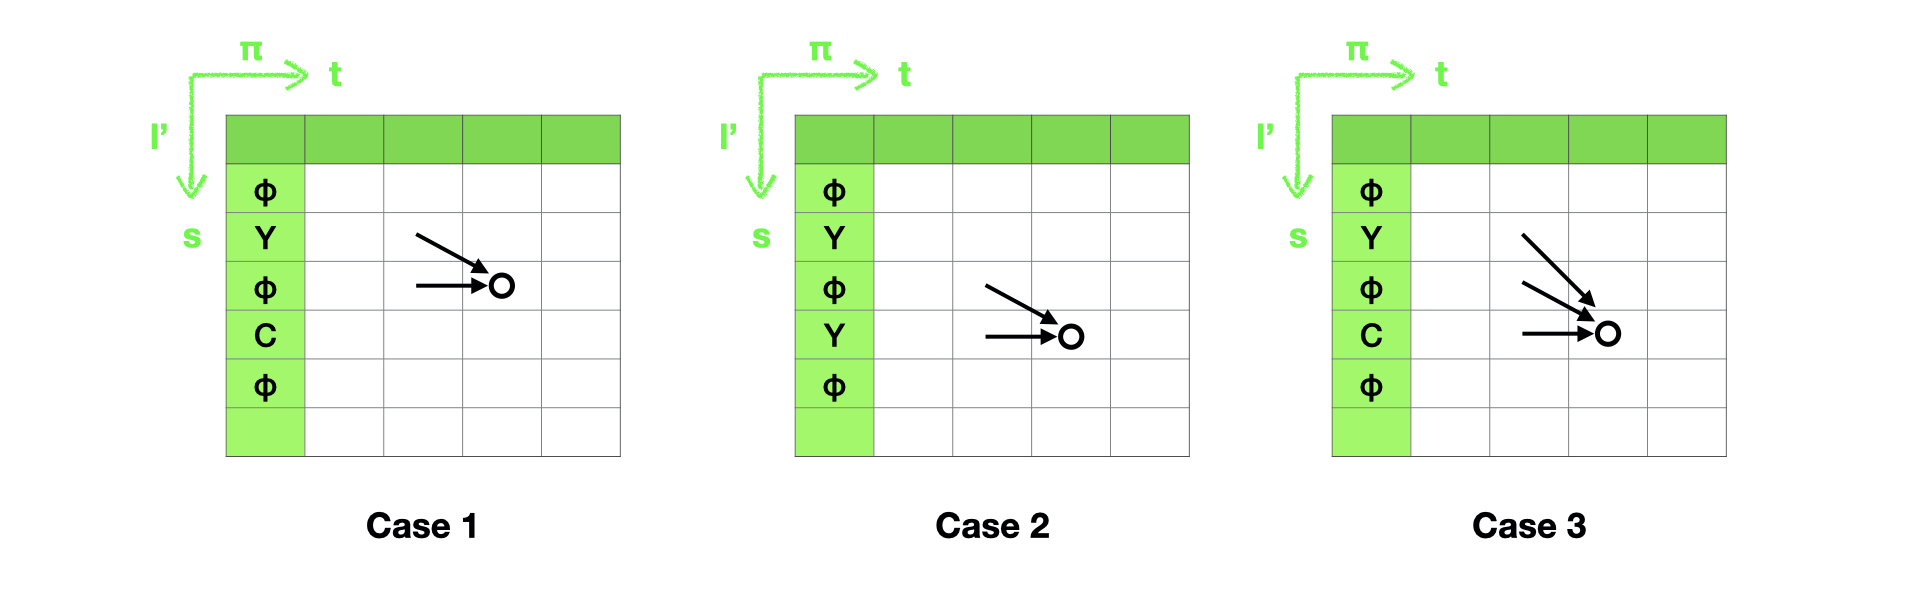 π π π
t t t
l’ l’ l’
ф ф ф
s Y s Y s Y
ф ф ф
C Y C
ф ф ф
Case 1 Case 2 Case 3